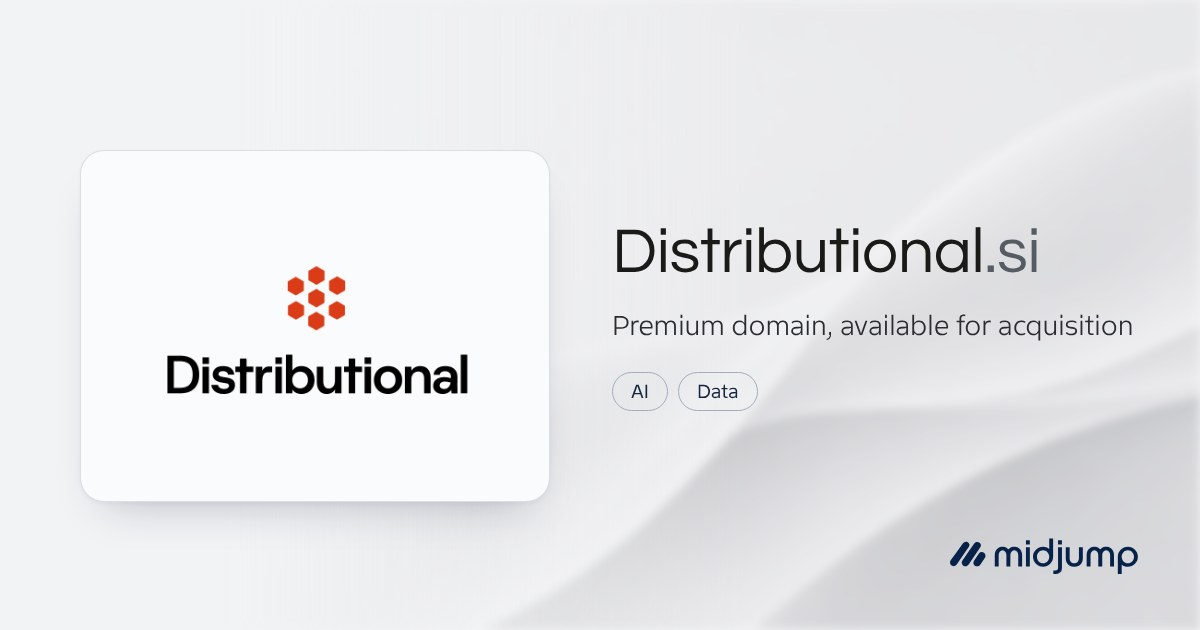 Distributional
Distributional.si
Premium domain, available for acquisition
AI
Data
midjump